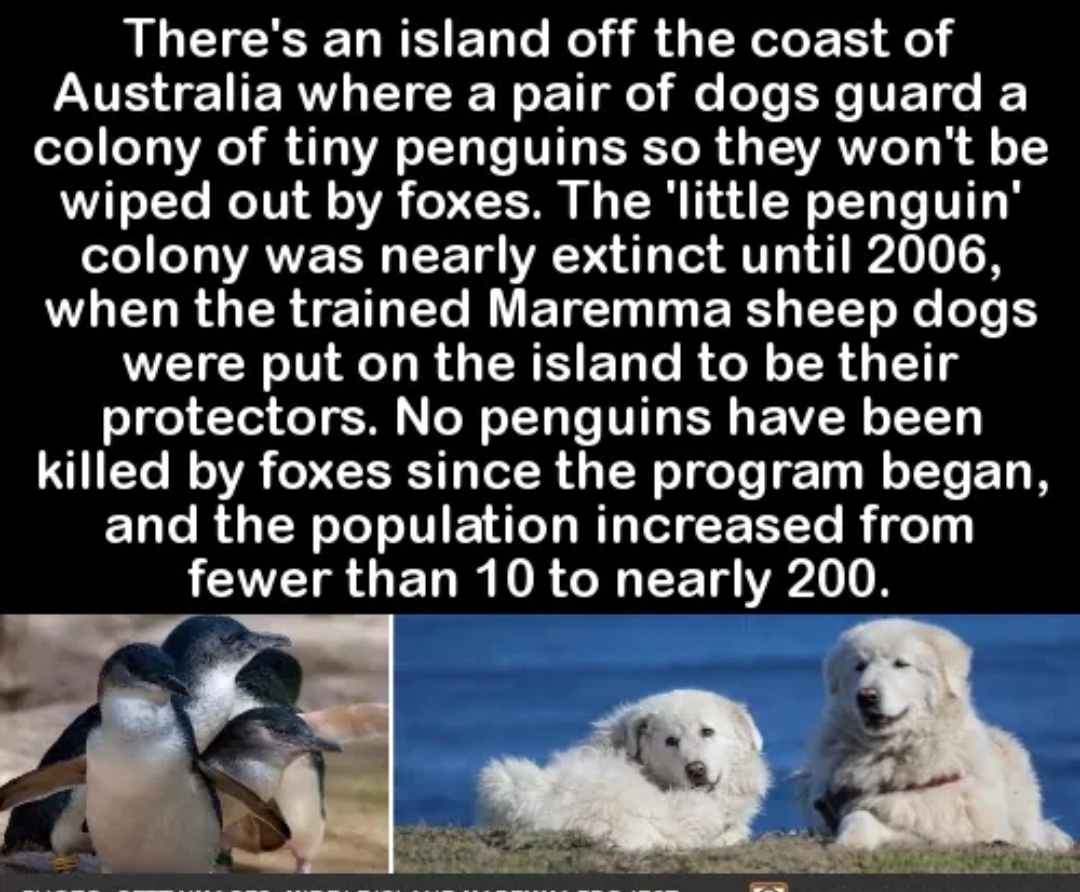 There's an island off the coast of
Australia where a pair of dogs guard a
colony of tiny penguins so they won't be
wiped out by foxes. The 'little penguin'
colony was nearly extinct until 2006,
when the trained Maremma sheep dogs
were put on the island to be their
protectors. No penguins have been
killed by foxes since the program began,
and the population increased from
fewer than 10 to nearly 200.